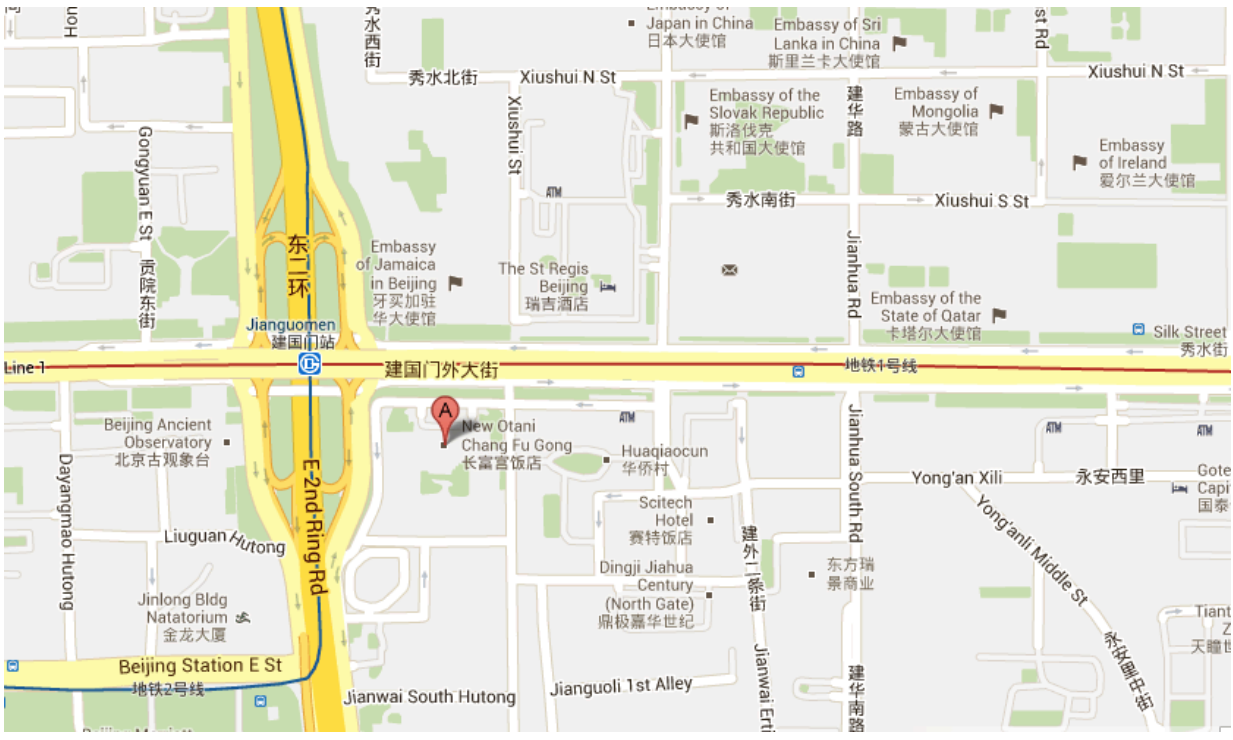 Japan in China
日本大使馆
Embassy of Sri
Lanka in China
斯里兰卡大使馆
秀水西街
秀水北街
Xiushui N St
Xiushui N St
Xiushui St
Embassy of the
Slovak Republic
斯洛伐克
共和国大使馆
建华路
Embassy of
Mongolia
蒙古大使馆
Embassy
of Ireland
爱尔兰大使馆
Gongyuan E St
贡院东街
ATM
秀水南街
Xiushui S St
东二环
Embassy
of Jamaica
in Beijing
牙买加驻
华大使馆
The St Regis
Beijing
瑞吉酒店
Jianhua Rd
Embassy of the
State of Qatar
卡塔尔大使馆
Silk Street
秀水街
Jianguomen
建国门站
Line 1
建国门外大街
地铁1号线
A
New Otani
Chang Fu Gong
长富宫饭店
ATM
ATM
ATM
Beijing Ancient
Observatory
北京古观象台
Huaqiaocun
华侨村
Jianhua South Rd
Yong'an Xili
永安西里
Dayangmao Hutong
E 2nd Ring Rd
Scitech
Hotel
赛特饭店
Yong'anli Middle St
Liuguan Hutong
建外二条街
Dingji Jiahua
Century
(North Gate)
鼎极嘉华世纪
东方瑞
景商业
Jinlong Bldg
Natatorium
金龙大厦
永安里中街
Beijing Station E St
地铁2号线
Jianwai South Hutong
Jianguoli 1st Alley
Jianwai Erti
建华南路